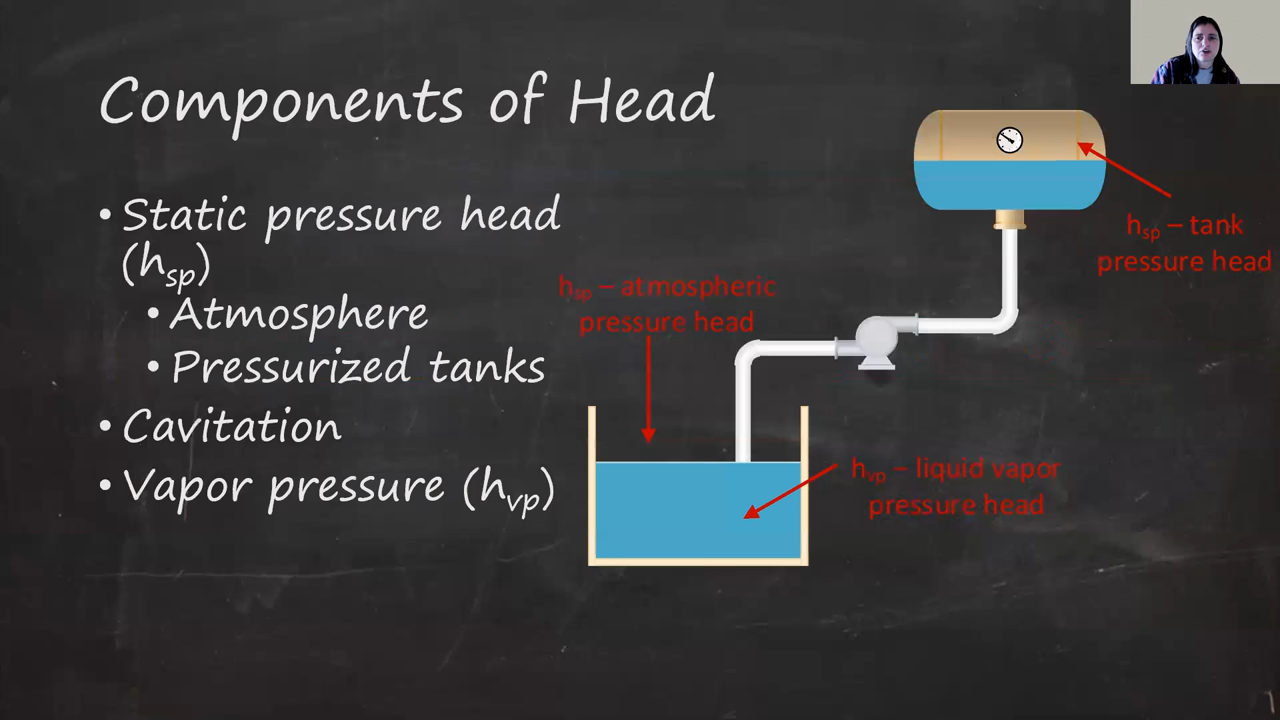 Components of Head
• Static pressure head
(hsp)
• Atmosphere
• Pressurized tanks
• Cavitation
• Vapor pressure (hvp)
hsp – atmospheric
pressure head
hsp – tank
pressure head
hvp – liquid vapor
pressure head